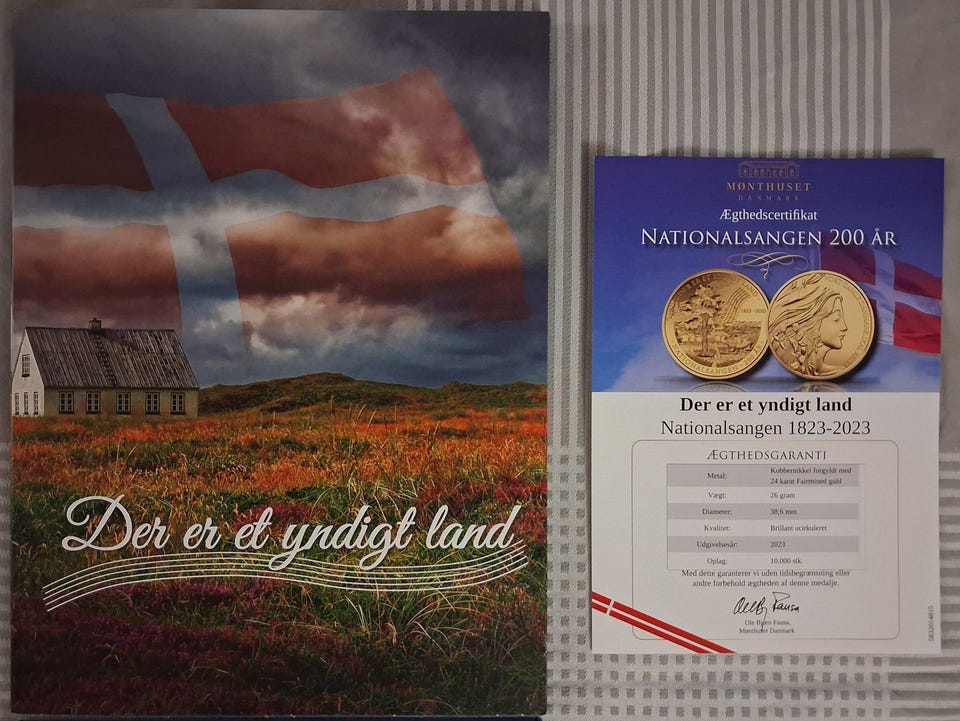 Der er et yndigt land
MØNTHUSET
DANMARK
Ægthedscertifikat
NATIONALSANGEN 200 ÅR
1823 - 2023
NATIONALSANGEN
Der er et yndigt land
Nationalsangen 1823-2023
ÆGTHEDSGARANTI
Metal: Kobbernikkel forgyldt med
24 karat Fairmined guld
Vægt: 26 gram
Diameter: 38,6 mm
Kvalitet: Brillant ucirkuleret
Udgivelsesår: 2023
Oplag: 10.000 stk.
Med dette garanterer vi uden tidsbegrænsning eller
andre forbehold ægtheden af denne medalje.
Ole Bjørn Fausa,
Mønthuset Danmark